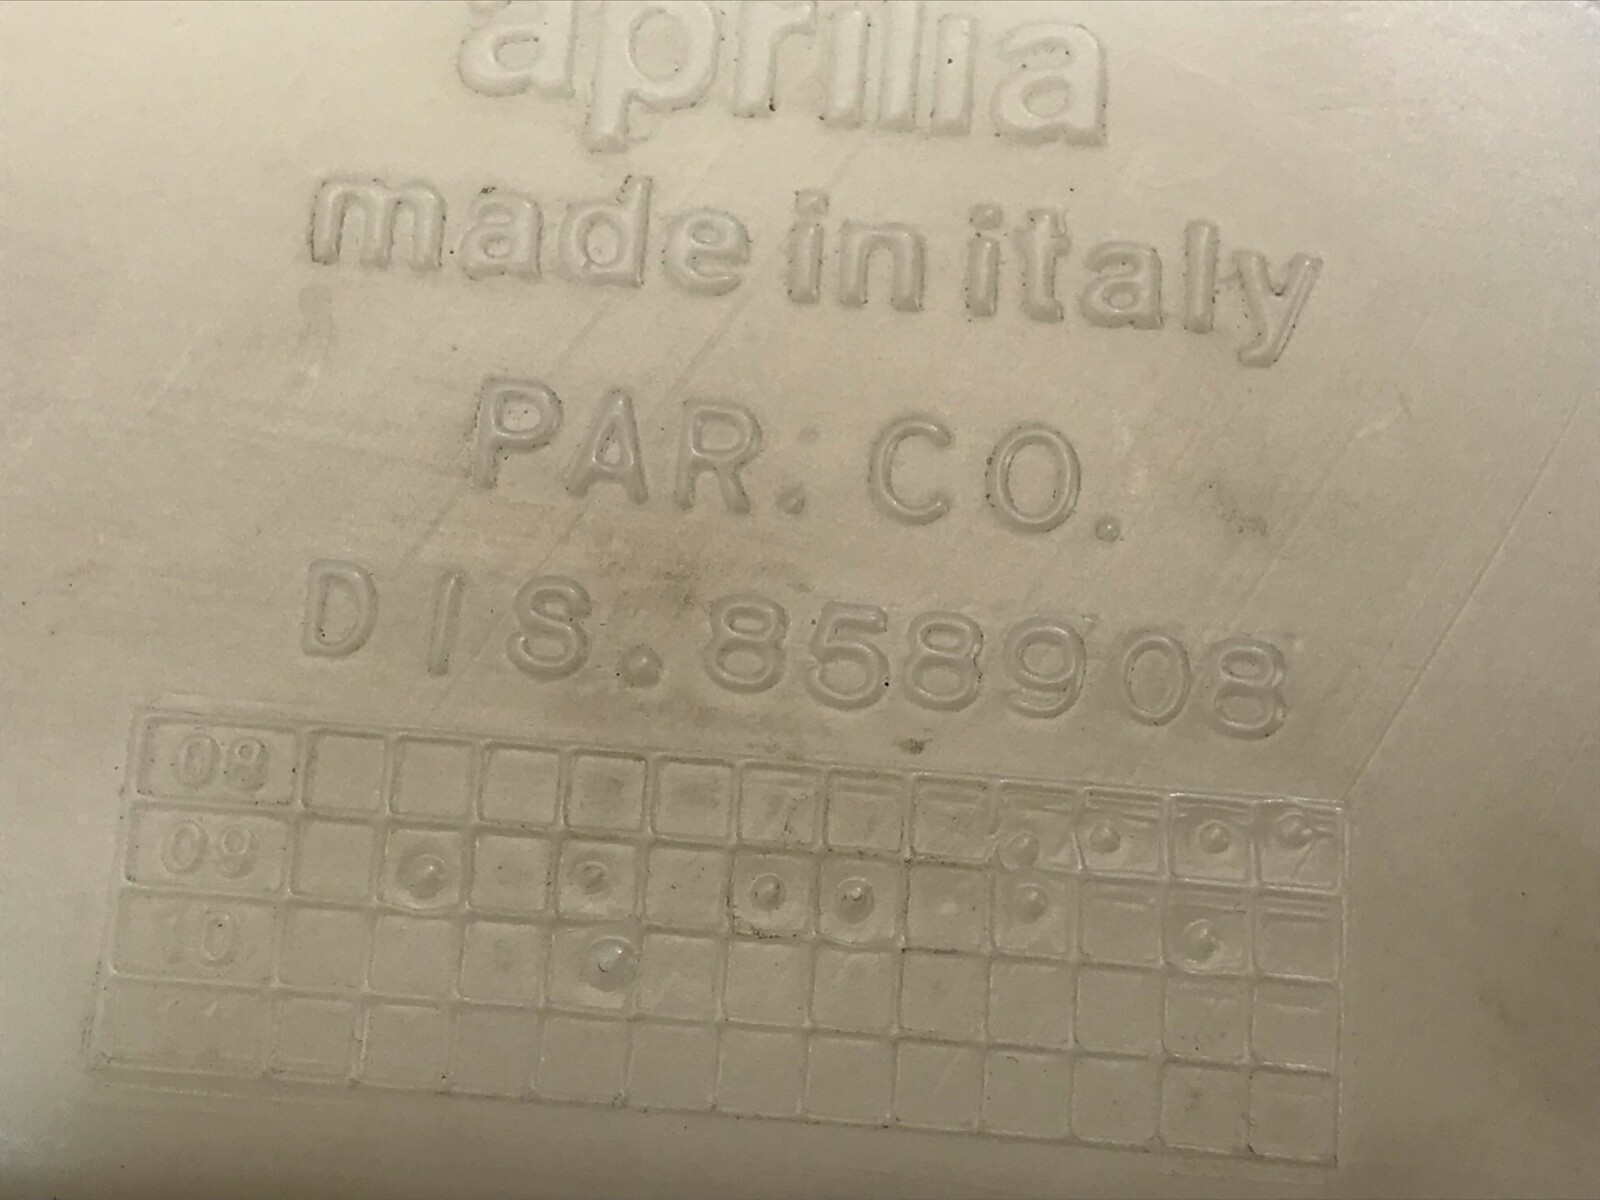 aprilia
made in italy
PAR. CO.
DIS. 858908
08
09
10